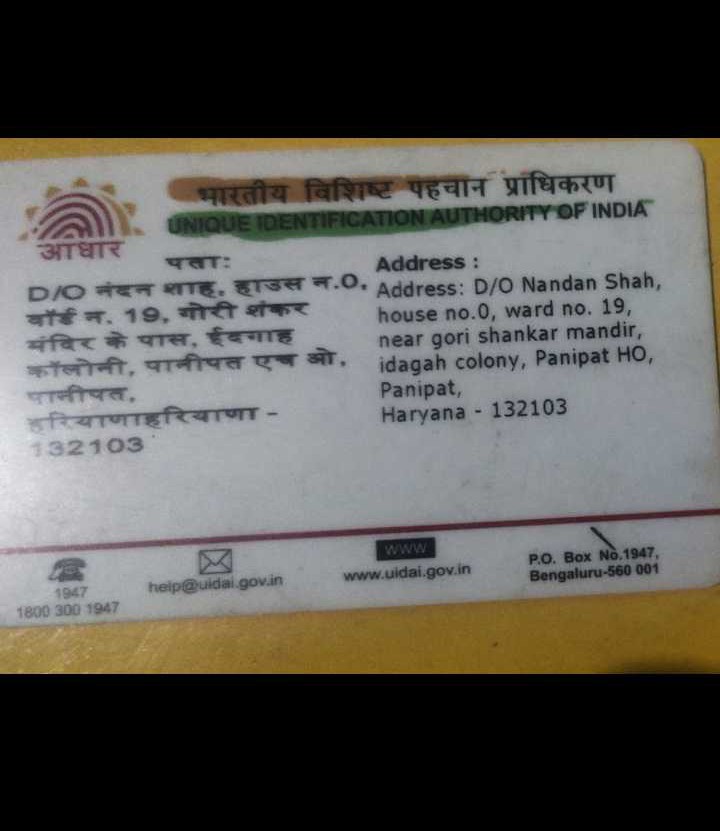 भारतीय विशिष्ट पहचान प्राधिकरण
UNIQUE IDENTIFICATION AUTHORITY OF INDIA
आधार
पता:
D/O नंदन शाह, हाउस न.0,
वॉर्ड न. 19, गोरी शंकर
मंदिर के पास, ईदगाह
कॉलोनी, पानीपत एच ओ,
पानीपत,
हरियाणाहरियाणा -
132103
Address :
Address: D/O Nandan Shah,
house no.0, ward no. 19,
near gori shankar mandir,
idagah colony, Panipat HO,
Panipat,
Haryana - 132103
1947
1800 300 1947
help@uidai.gov.in
www
www.uidai.gov.in
P.O. Box No.1947,
Bengaluru-560 001